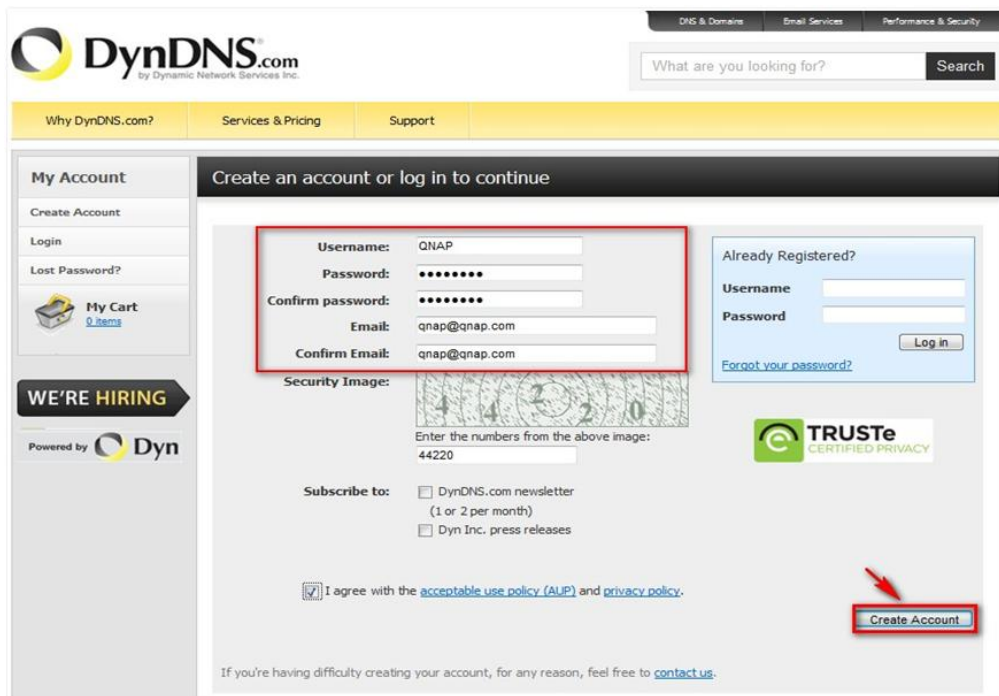 DNS & Domains Email Services Performance & Security
DynDNS.com
by Dynamic Network Services Inc.
What are you looking for? Search
Why DynDNS.com? Services & Pricing Support
My Account
Create Account
Login
Lost Password?
My Cart
0 items
WE'RE HIRING
Powered by Dyn
Create an account or log in to continue
Username: QNAP
Password: ••••••••
Confirm password: ••••••••
Email: qnap@qnap.com
Confirm Email: qnap@qnap.com
Security Image: 4 4 2 2 0
Enter the numbers from the above image:
44220
Subscribe to: DynDNS.com newsletter
(1 or 2 per month)
Dyn Inc. press releases
I agree with the acceptable use policy (AUP) and privacy policy.
Create Account
If you're having difficulty creating your account, for any reason, feel free to contact us.
Already Registered?
Username
Password
Log in
Forgot your password?
TRUSTe
CERTIFIED PRIVACY